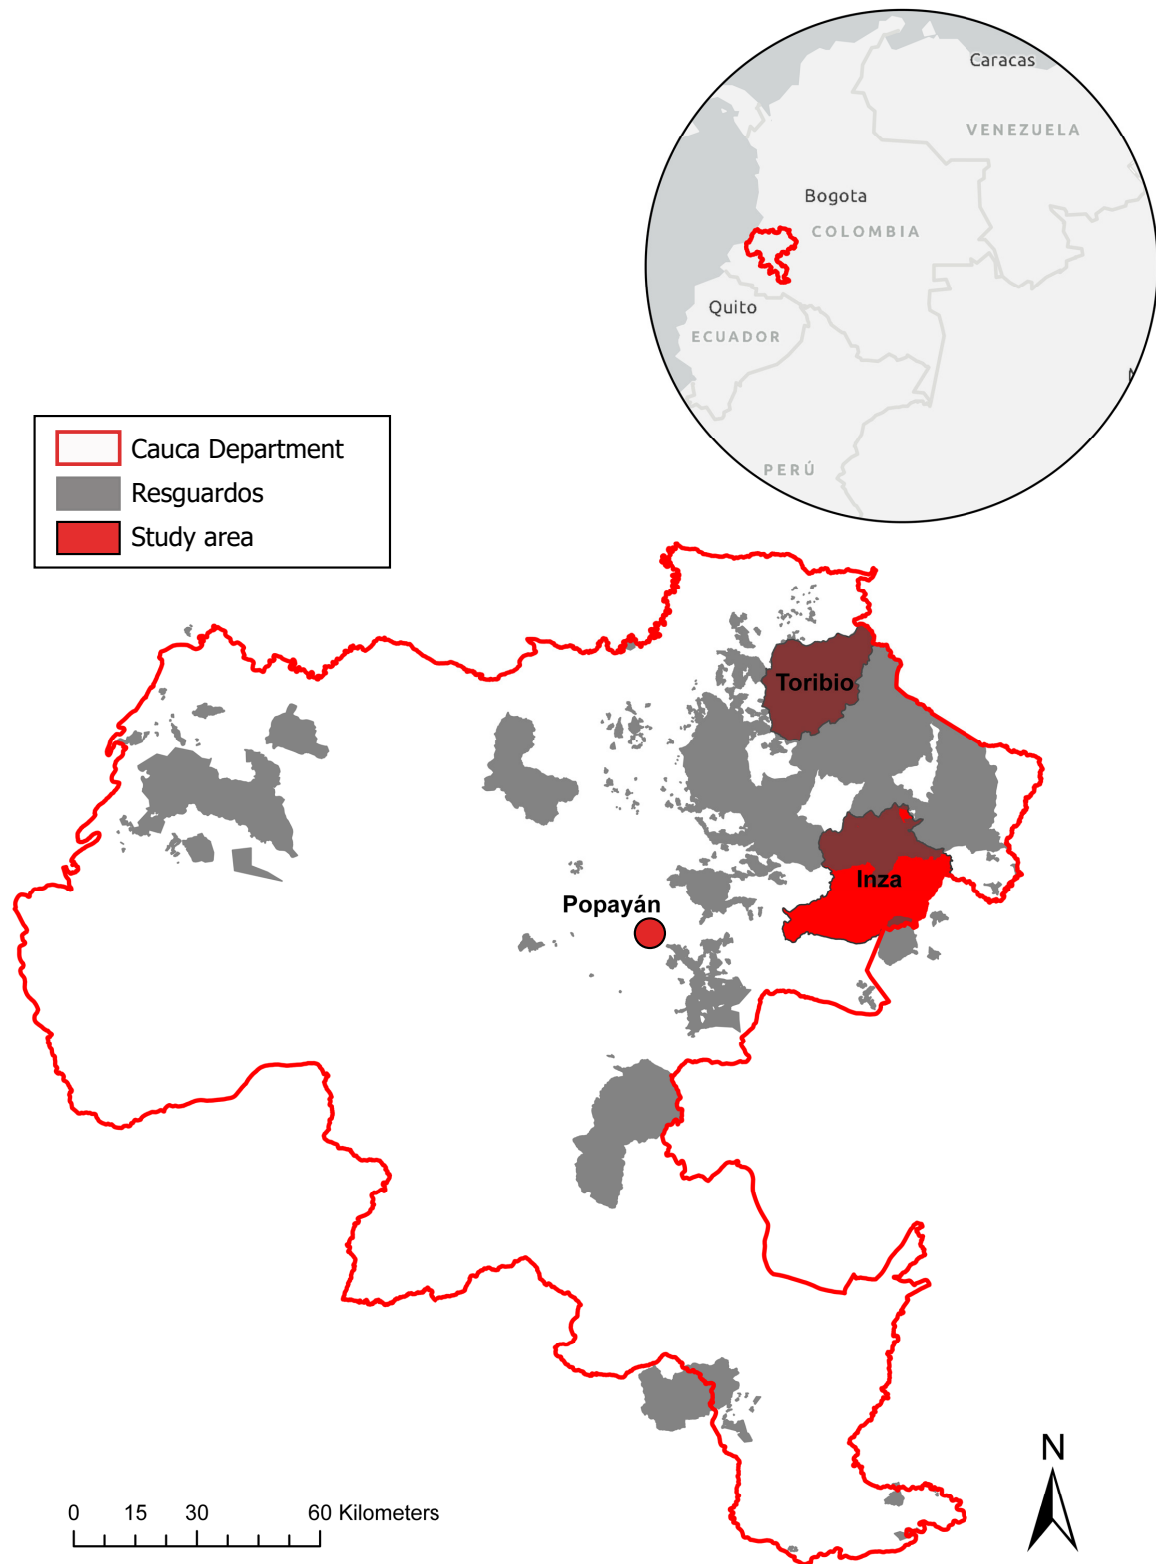 Caracas
VENEZUELA
Bogota
COLOMBIA
Quito
ECUADOR
PERÚ
Cauca Department
Resguardos
Study area
Toribio
Inza
Popayán
N
0 15 30 60 Kilometers